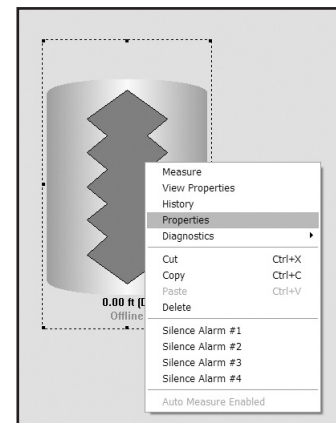 Measure
View Properties
History
Properties
Diagnostics
Cut Ctrl+X
Copy Ctrl+C
Paste Ctrl+V
Delete
0.00 ft (
Offline
Silence Alarm #1
Silence Alarm #2
Silence Alarm #3
Silence Alarm #4
Auto Measure Enabled